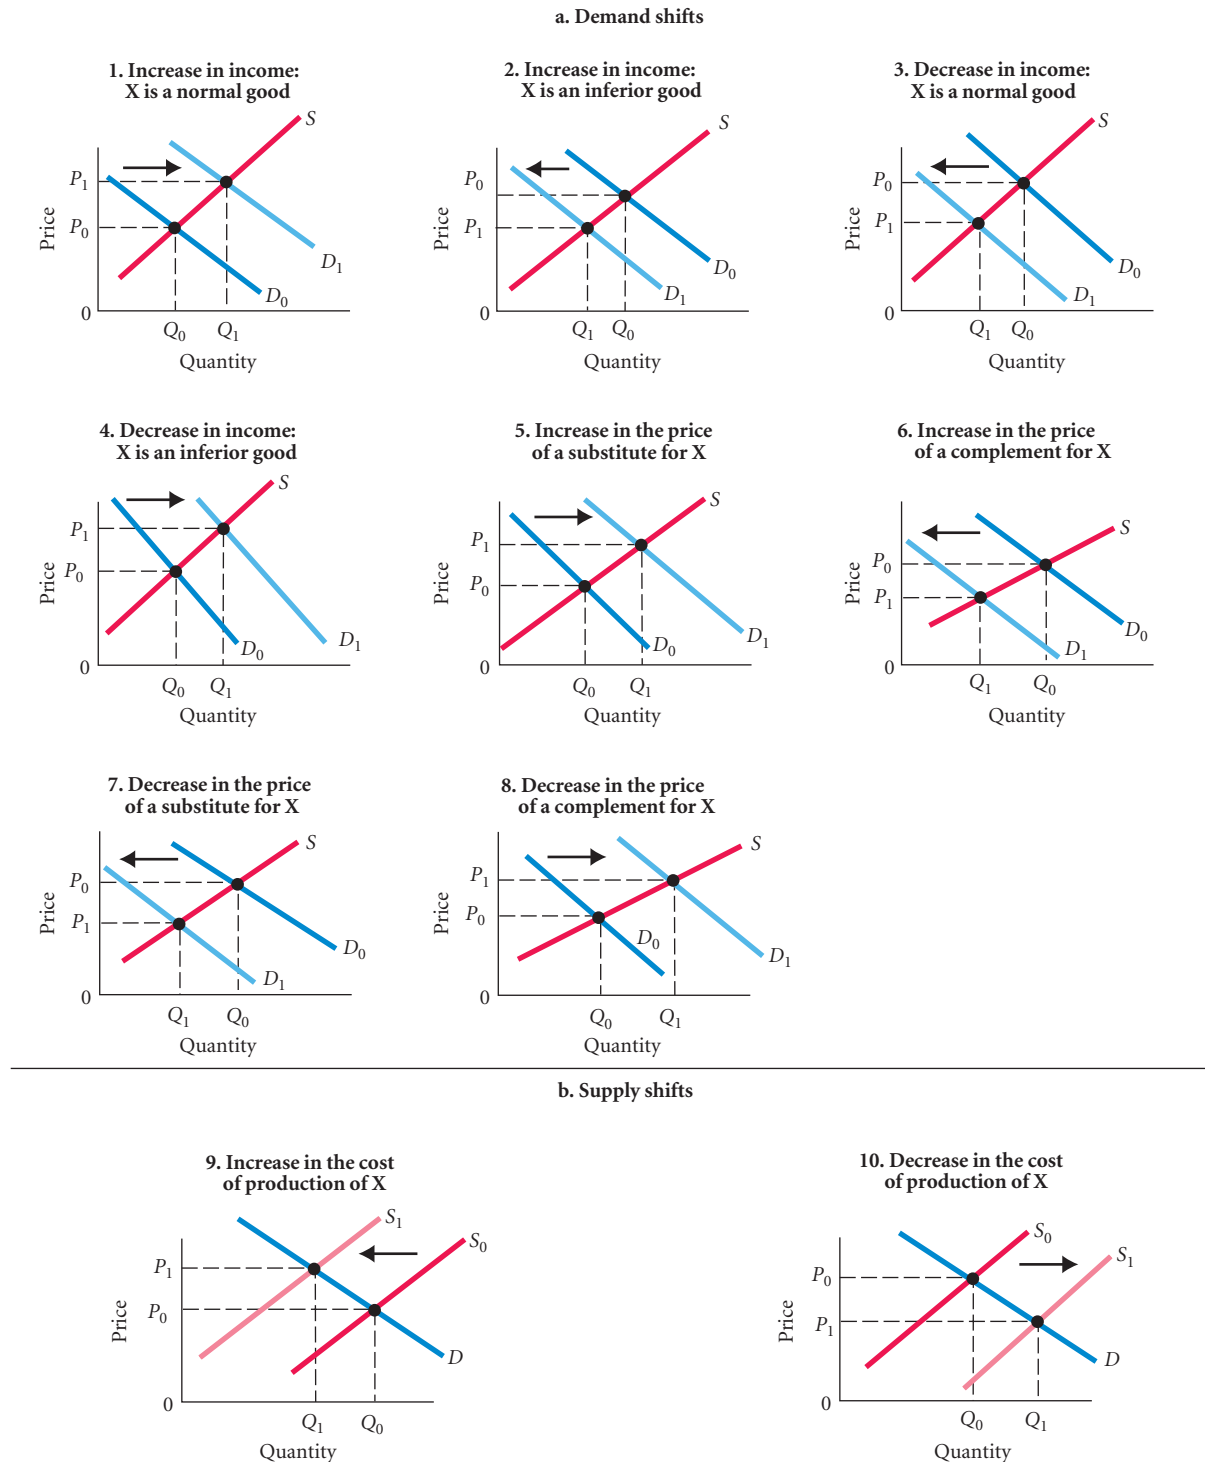 a. Demand shifts
1. Increase in income:
X is a normal good
S
P1
P0
Price
D1
D0
0
Q0 Q1
Quantity
2. Increase in income:
X is an inferior good
S
P0
P1
Price
D0
D1
0
Q1 Q0
Quantity
3. Decrease in income:
X is a normal good
S
P0
P1
Price
D0
D1
0
Q1 Q0
Quantity
4. Decrease in income:
X is an inferior good
S
P1
P0
Price
D0
D1
0
Q0 Q1
Quantity
5. Increase in the price
of a substitute for X
S
P1
P0
Price
D0
D1
0
Q0 Q1
Quantity
6. Increase in the price
of a complement for X
S
P0
P1
Price
D0
D1
0
Q1 Q0
Quantity
7. Decrease in the price
of a substitute for X
S
P0
P1
Price
D0
D1
0
Q1 Q0
Quantity
8. Decrease in the price
of a complement for X
S
P1
P0
Price
D0
D1
0
Q0 Q1
Quantity
b. Supply shifts
9. Increase in the cost
of production of X
S1
S0
P1
P0
Price
D
0
Q1 Q0
Quantity
10. Decrease in the cost
of production of X
S0
S1
P0
P1
Price
D
0
Q0 Q1
Quantity